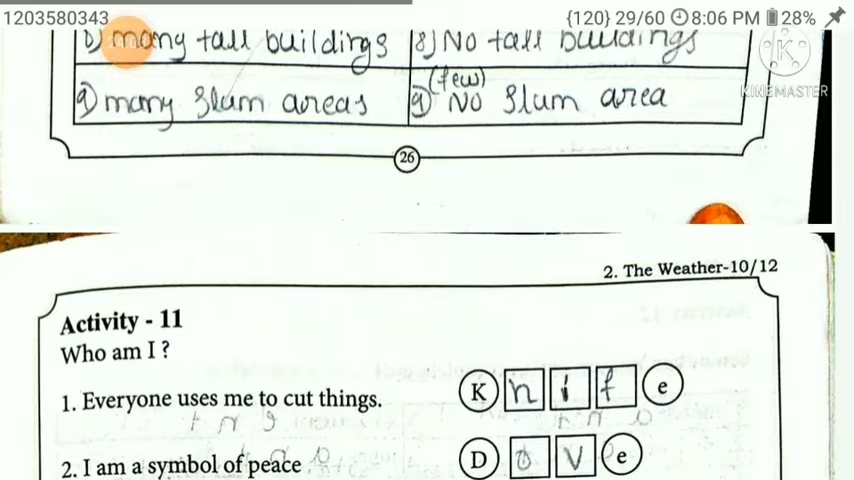 1203580343 {120} 29/60 8:06 PM 28%
K
KINEMASTER
many tall buildings 8) No tall buildings
9) many slum areas 9) (few) No slum area
26
2. The Weather-10/12
Activity - 11
Who am I ?
1. Everyone uses me to cut things. K n i f e
2. I am a symbol of peace D o v e